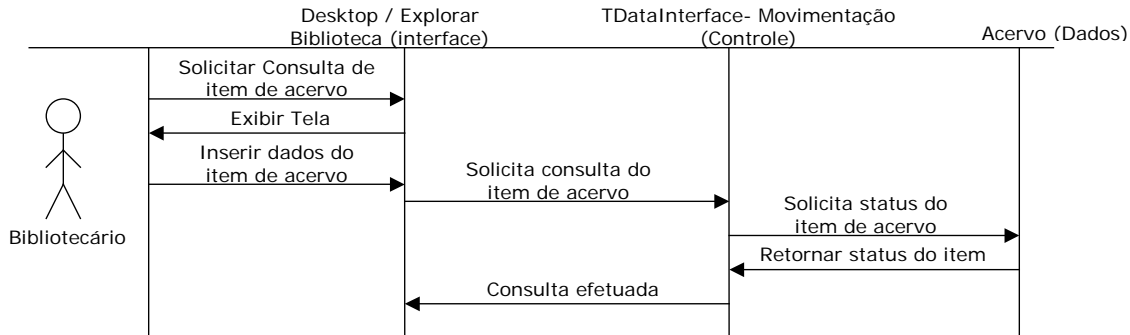 Desktop / Explorar
Biblioteca (interface)
TDataInterface- Movimentação
(Controle)
Acervo (Dados)
Solicitar Consulta de
item de acervo
Exibir Tela
Inserir dados do
item de acervo
Solicita consulta do
item de acervo
Solicita status do
item de acervo
Retornar status do item
Consulta efetuada
Bibliotecário